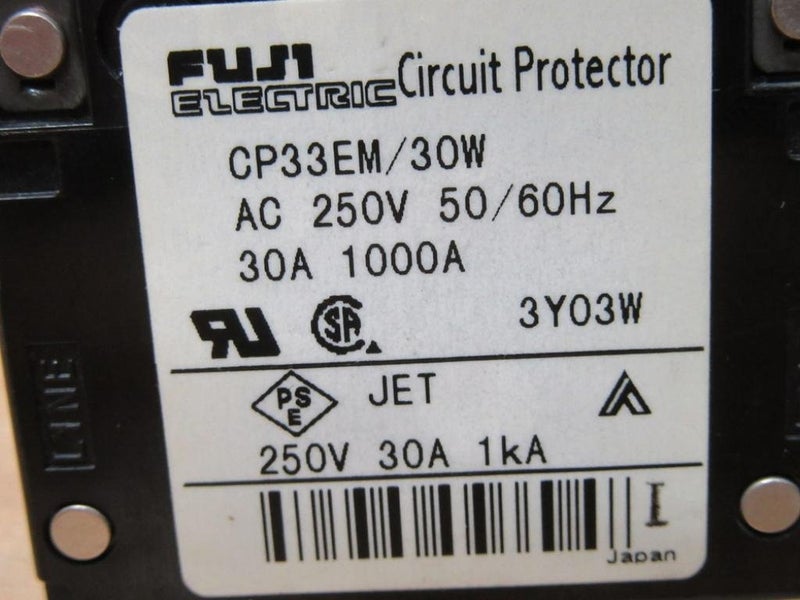 FUJI
ELECTRIC Circuit Protector
CP33EM/30W
AC 250V 50/60Hz
30A 1000A
3Y03W
PS
E
JET
250V 30A 1kA
I
Japan
LINE